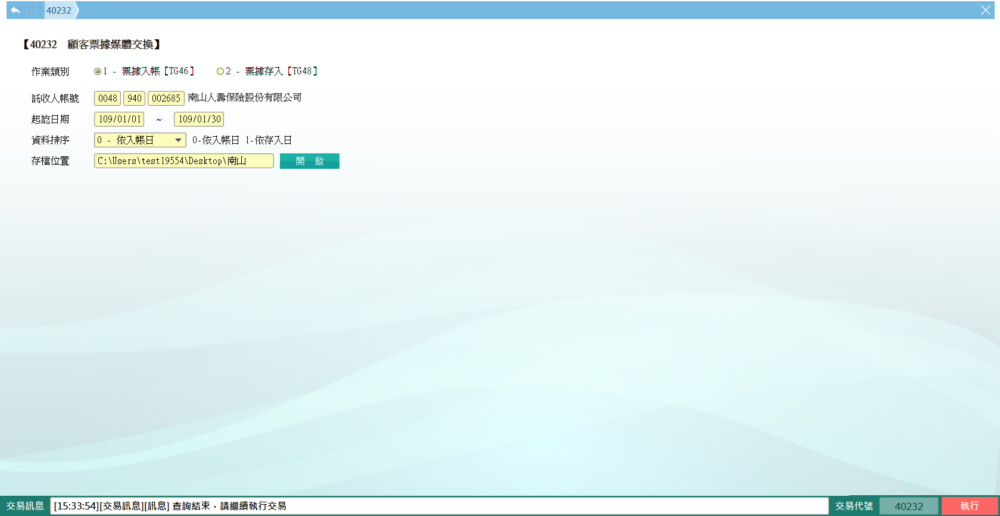 40232
【40232　顧客票據媒體交換】
作業類別 1 - 票據入帳【TG46】 2 - 票據存入【TG48】
託收人帳號 0048 940 002685 南山人壽保險股份有限公司
起訖日期 109/01/01 ~ 109/01/30
資料排序 0 - 依入帳日 0-依入帳日 1-依存入日
存檔位置 C:\Users\test19554\Desktop\南山 開　啟
交易訊息 [15:33:54][交易訊息][訊息] 查詢結束，請繼續執行交易 交易代號 40232 執行